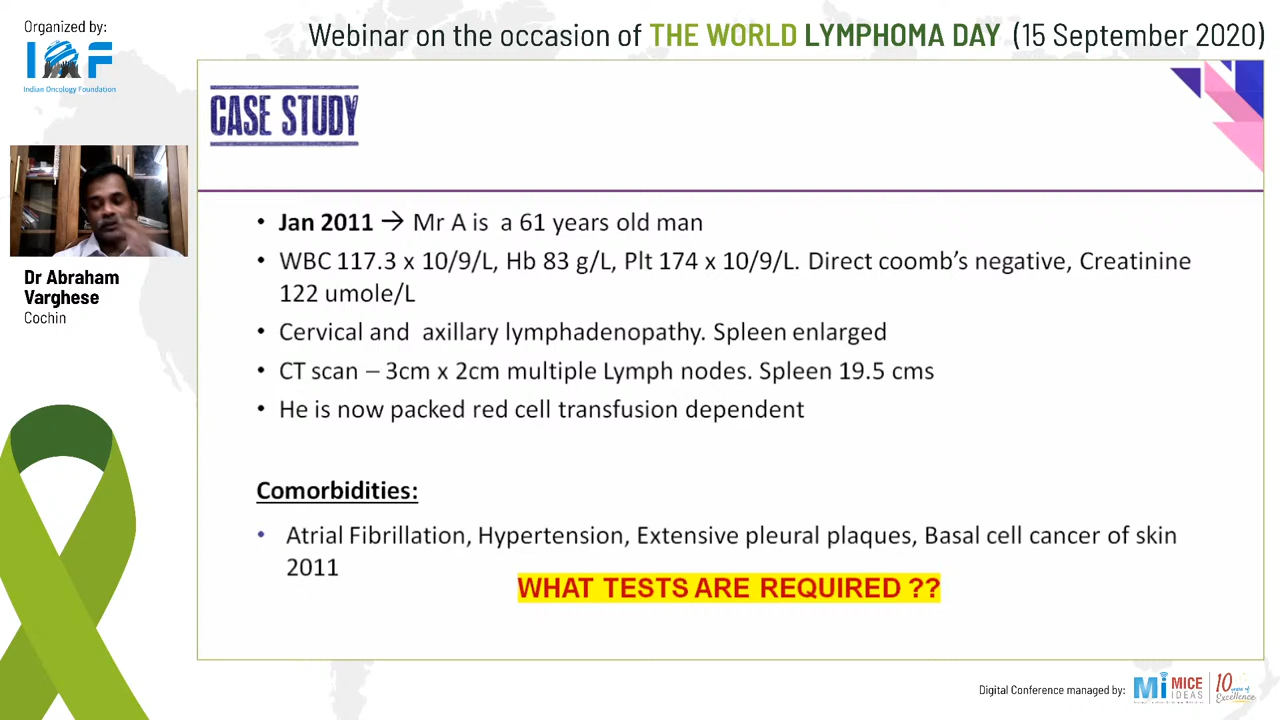 Organized by:
IOF
Indian Oncology Foundation
Webinar on the occasion of THE WORLD LYMPHOMA DAY (15 September 2020)
CASE STUDY
Dr Abraham
Varghese
Cochin
• Jan 2011 → Mr A is a 61 years old man
• WBC 117.3 x 10/9/L, Hb 83 g/L, Plt 174 x 10/9/L. Direct coomb's negative, Creatinine
122 umole/L
• Cervical and axillary lymphadenopathy. Spleen enlarged
• CT scan – 3cm x 2cm multiple Lymph nodes. Spleen 19.5 cms
• He is now packed red cell transfusion dependent
Comorbidities:
• Atrial Fibrillation, Hypertension, Extensive pleural plaques, Basal cell cancer of skin
2011
WHAT TESTS ARE REQUIRED ??
Digital Conference managed by:
Mi MICE
IDEAS
10 years of
Excellence